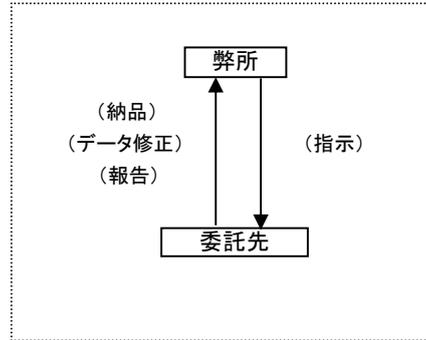 弊所
（納品）
（データ修正）
（報告）
（指示）
委託先